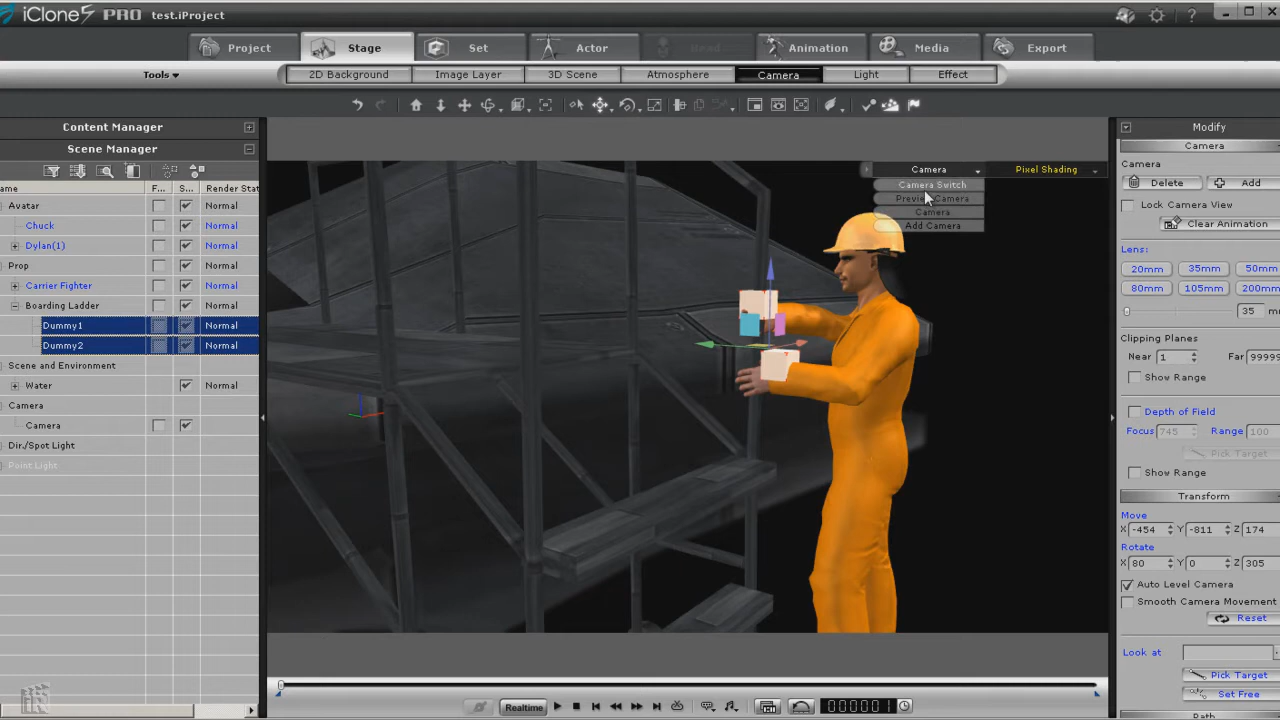 iClone5 PRO test.iProject
Project Stage Set Actor Head Animation Media Export
Tools 2D Background Image Layer 3D Scene Atmosphere Camera Light Effect
Content Manager
Scene Manager
ame F... S... Render Stat
Avatar Normal
Chuck Normal
Dylan(1) Normal
Prop Normal
Carrier Fighter Normal
Boarding Ladder Normal
Dummy1 Normal
Dummy2 Normal
Scene and Environment
Water Normal
Camera
Camera Normal
Dir./Spot Light
Point Light
Camera Pixel Shading
Camera Switch
Preview Camera
Camera
Add Camera
Realtime 000001
Modify
Camera
Camera
Delete Add
Lock Camera View
Clear Animation
Lens:
20mm 35mm 50mm
80mm 105mm 200mm
35 m
Clipping Planes
Near 1 Far 99999
Show Range
Depth of Field
Focus 745 Range 100
Pick Target
Show Range
Transform
Move
X -454 Y -811 Z 174
Rotate
X 80 Y 0 Z 305
Auto Level Camera
Smooth Camera Movement
Reset
Look at
Pick Target
Set Free
Path